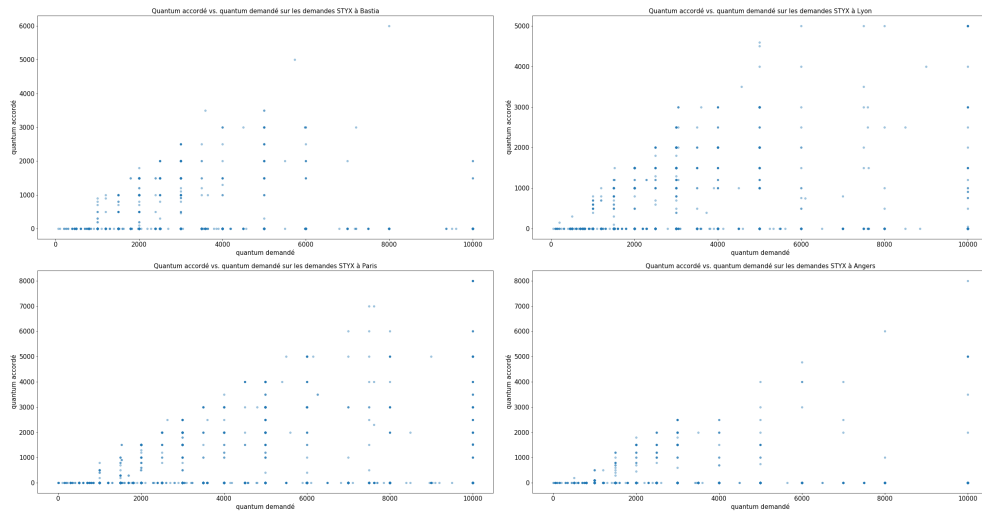 Quantum accordé vs. quantum demandé sur les demandes STYX à Bastia
quantum accordé
6000
5000
4000
3000
2000
1000
0
0 2000 4000 6000 8000 10000
quantum demandé
Quantum accordé vs. quantum demandé sur les demandes STYX à Lyon
quantum accordé
5000
4000
3000
2000
1000
0
0 2000 4000 6000 8000 10000
quantum demandé
Quantum accordé vs. quantum demandé sur les demandes STYX à Paris
quantum accordé
8000
7000
6000
5000
4000
3000
2000
1000
0
0 2000 4000 6000 8000 10000
quantum demandé
Quantum accordé vs. quantum demandé sur les demandes STYX à Angers
quantum accordé
8000
7000
6000
5000
4000
3000
2000
1000
0
0 2000 4000 6000 8000 10000
quantum demandé